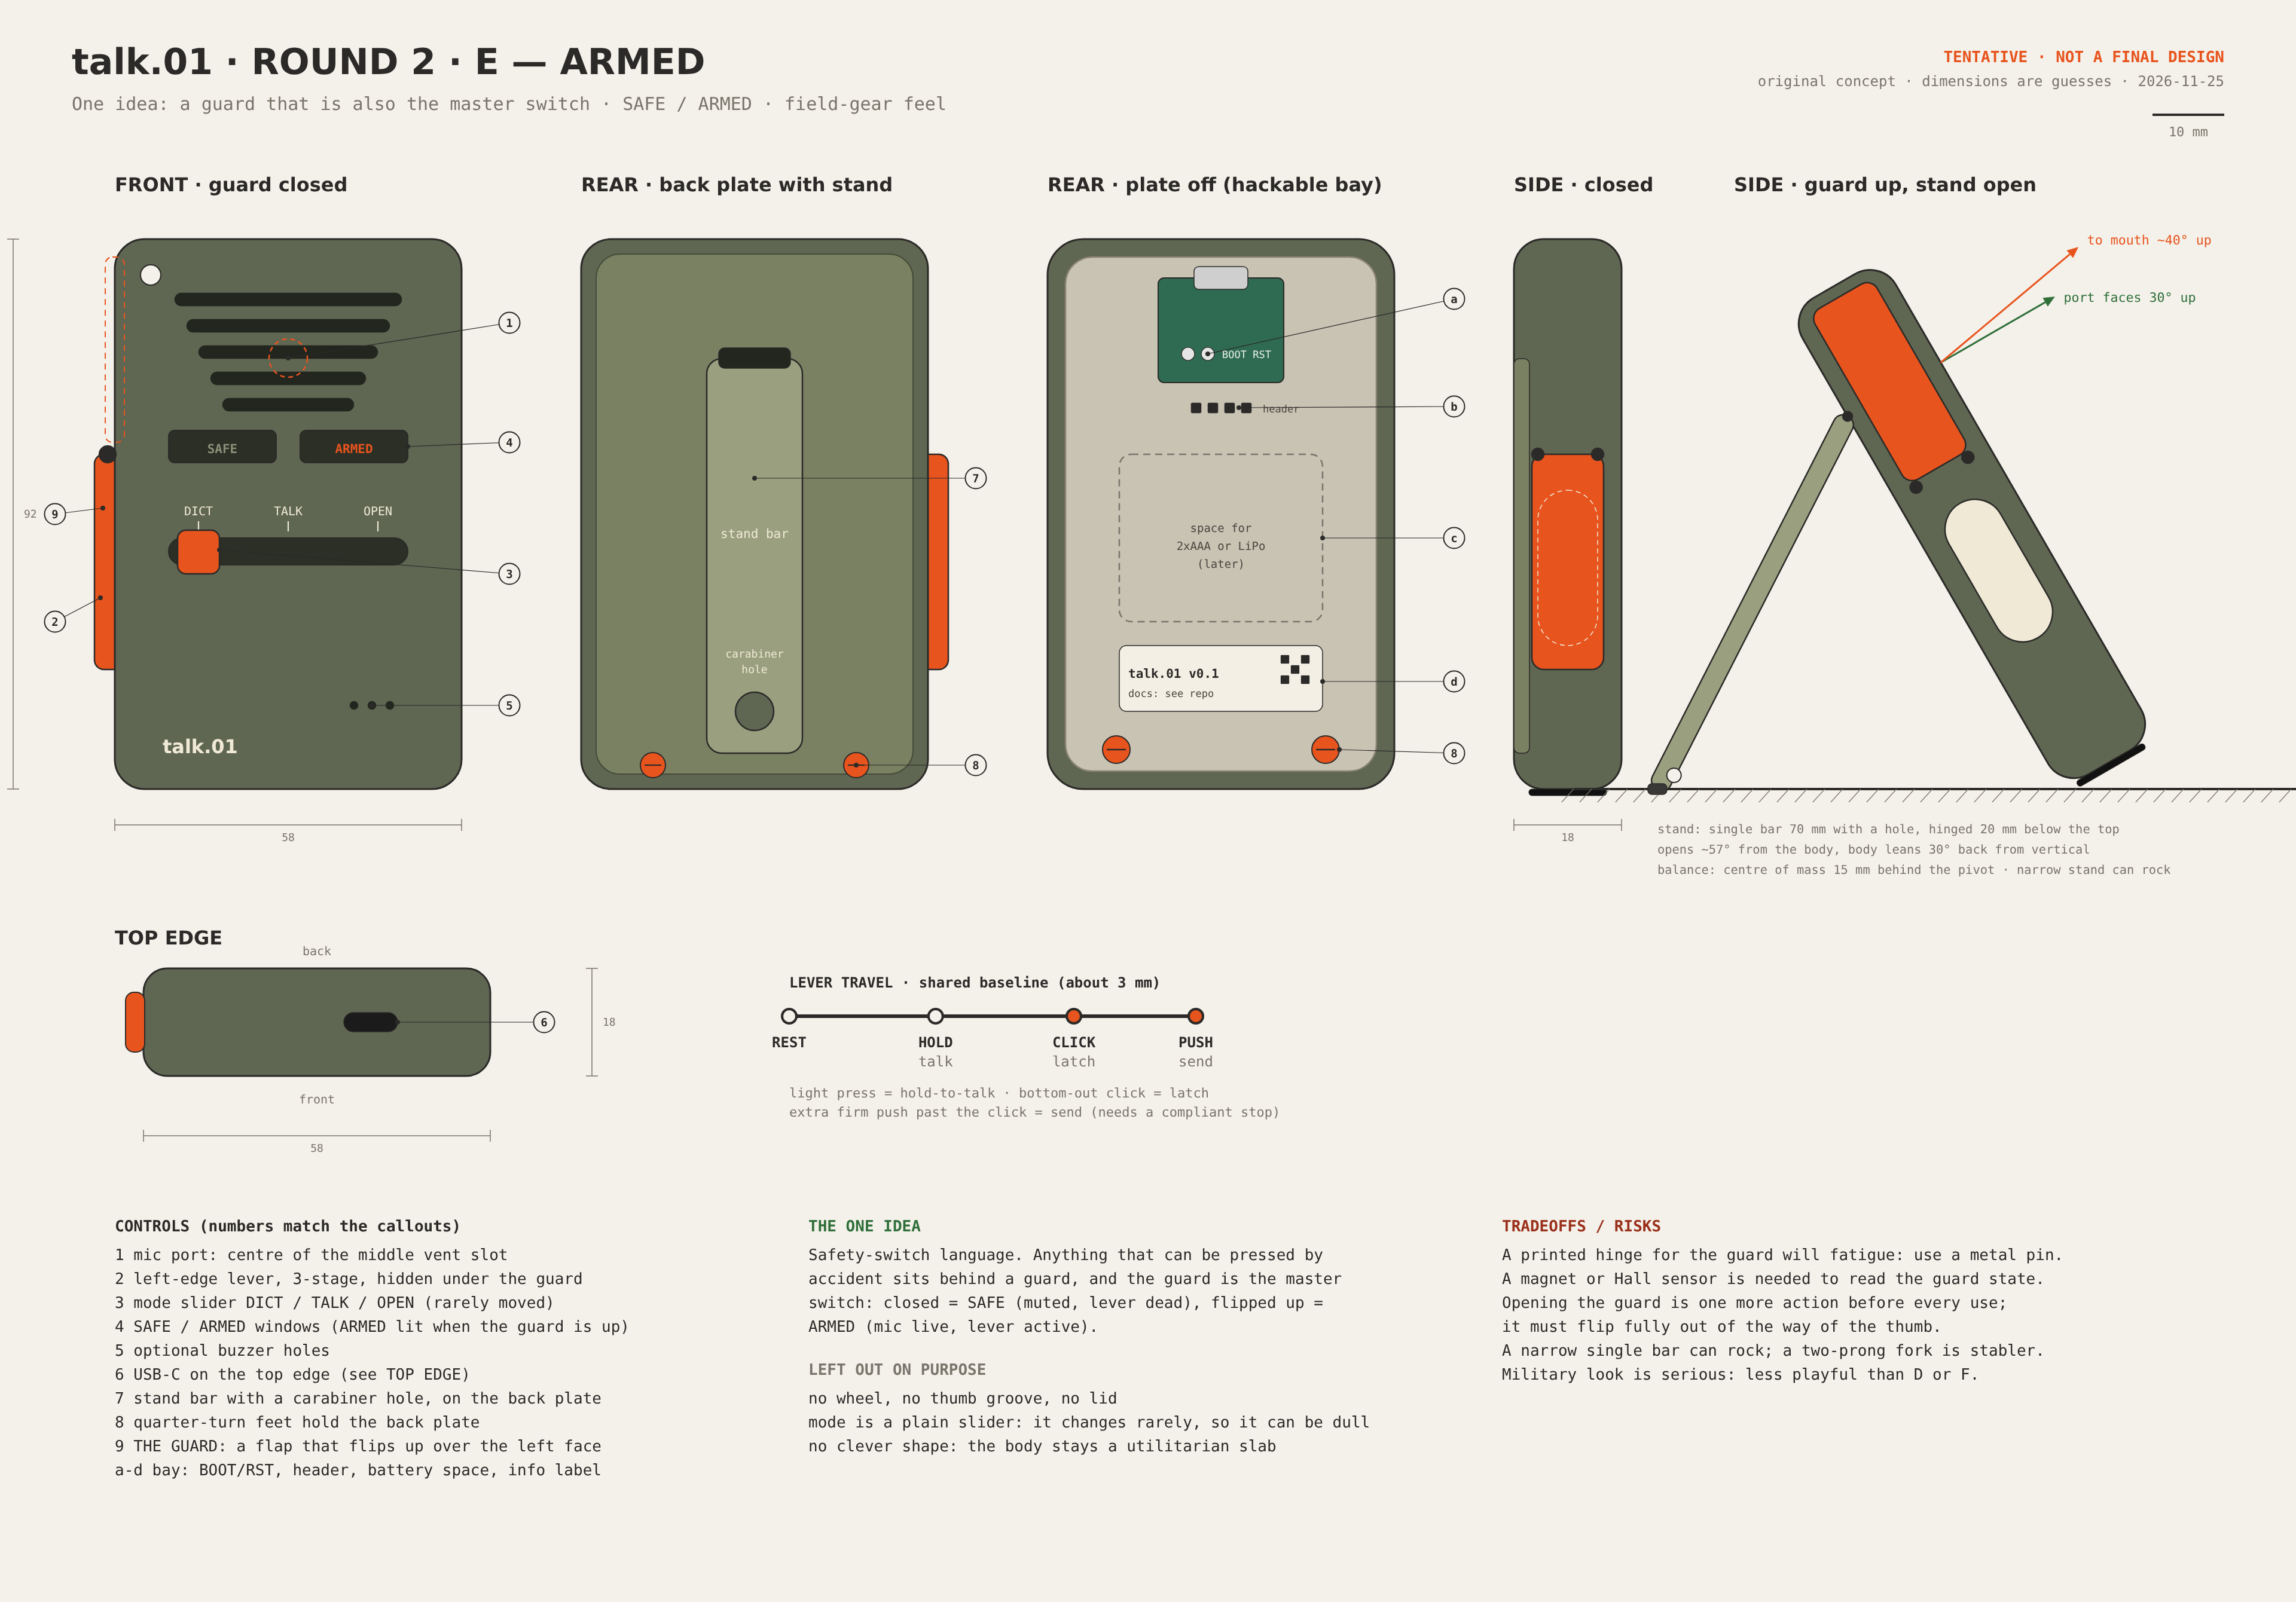 talk.01 · ROUND 2 · E — ARMED
One idea: a guard that is also the master switch · SAFE / ARMED · field-gear feel
TENTATIVE · NOT A FINAL DESIGN
original concept · dimensions are guesses · 2026-11-25
10 mm
FRONT · guard closed
REAR · back plate with stand
REAR · plate off (hackable bay)
SIDE · closed
SIDE · guard up, stand open
1
SAFE
ARMED
4
DICT
TALK
OPEN
92
9
3
2
5
talk.01
58
7
stand bar
carabiner
hole
8
a
BOOT RST
b
header
space for
2xAAA or LiPo
(later)
c
talk.01 v0.1
docs: see repo
d
8
18
to mouth ~40° up
port faces 30° up
stand: single bar 70 mm with a hole, hinged 20 mm below the top
opens ~57° from the body, body leans 30° back from vertical
balance: centre of mass 15 mm behind the pivot · narrow stand can rock
TOP EDGE
back
6
18
front
58
LEVER TRAVEL · shared baseline (about 3 mm)
REST
HOLD
CLICK
PUSH
talk
latch
send
light press = hold-to-talk · bottom-out click = latch
extra firm push past the click = send (needs a compliant stop)
CONTROLS (numbers match the callouts)
1 mic port: centre of the middle vent slot
2 left-edge lever, 3-stage, hidden under the guard
3 mode slider DICT / TALK / OPEN (rarely moved)
4 SAFE / ARMED windows (ARMED lit when the guard is up)
5 optional buzzer holes
6 USB-C on the top edge (see TOP EDGE)
7 stand bar with a carabiner hole, on the back plate
8 quarter-turn feet hold the back plate
9 THE GUARD: a flap that flips up over the left face
a-d bay: BOOT/RST, header, battery space, info label
THE ONE IDEA
Safety-switch language. Anything that can be pressed by
accident sits behind a guard, and the guard is the master
switch: closed = SAFE (muted, lever dead), flipped up =
ARMED (mic live, lever active).
LEFT OUT ON PURPOSE
no wheel, no thumb groove, no lid
mode is a plain slider: it changes rarely, so it can be dull
no clever shape: the body stays a utilitarian slab
TRADEOFFS / RISKS
A printed hinge for the guard will fatigue: use a metal pin.
A magnet or Hall sensor is needed to read the guard state.
Opening the guard is one more action before every use;
it must flip fully out of the way of the thumb.
A narrow single bar can rock; a two-prong fork is stabler.
Military look is serious: less playful than D or F.